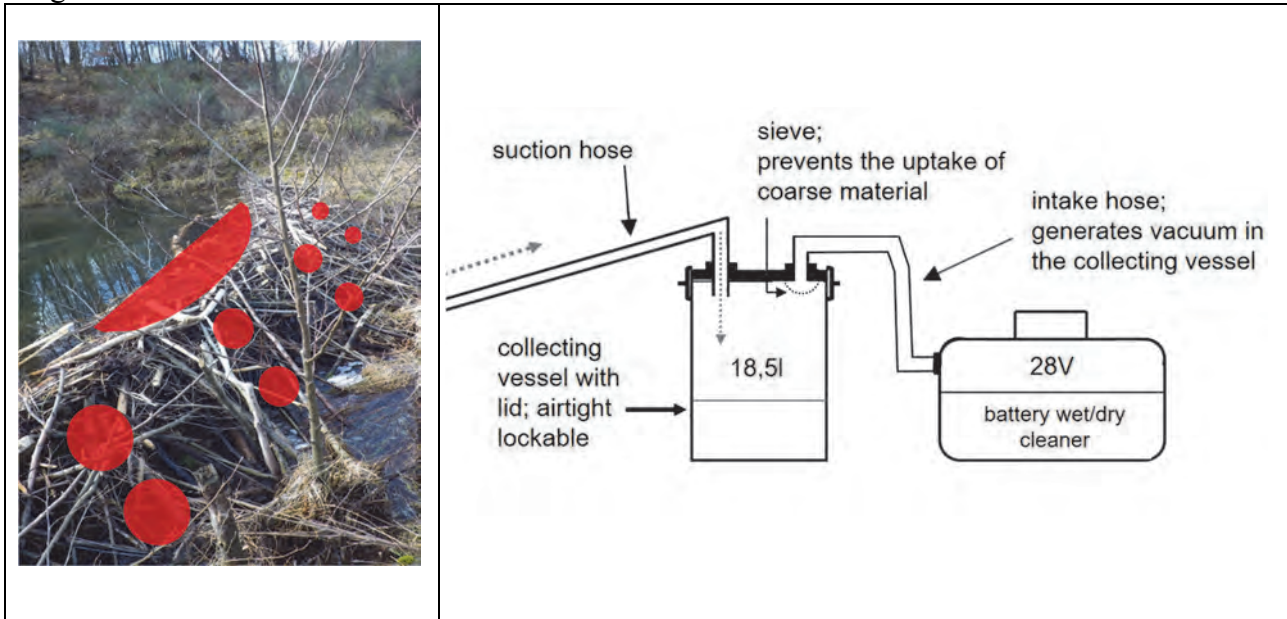 suction hose
sieve;
prevents the uptake of
coarse material
intake hose;
generates vacuum in
the collecting vessel
collecting
vessel with
lid; airtight
lockable
18,5l
28V
battery wet/dry
cleaner